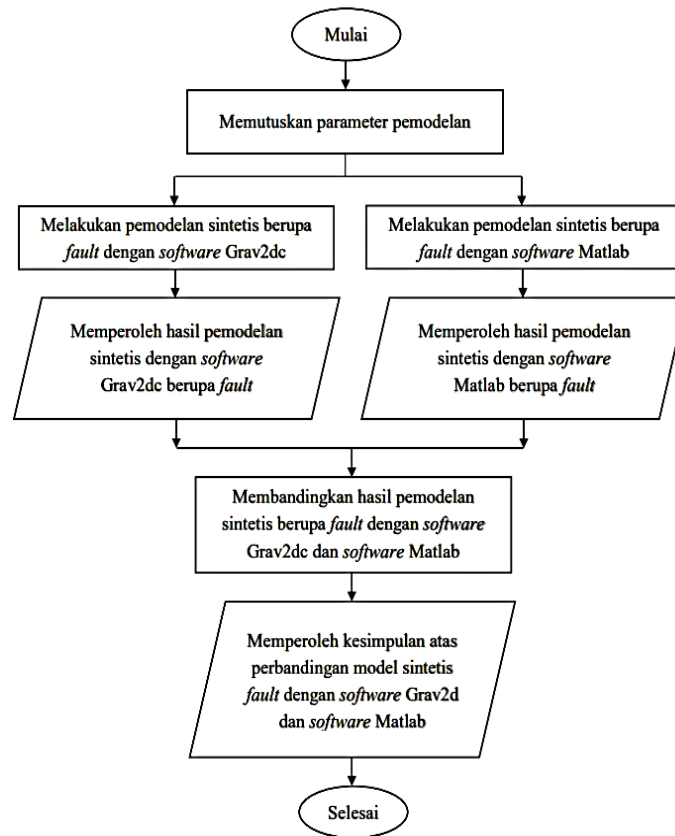 Mulai
Memutuskan parameter pemodelan
Melakukan pemodelan sintetis berupa
fault dengan software Grav2dc
Melakukan pemodelan sintetis berupa
fault dengan software Matlab
Memperoleh hasil pemodelan
sintetis dengan software
Grav2dc berupa fault
Memperoleh hasil pemodelan
sintetis dengan software
Matlab berupa fault
Membandingkan hasil pemodelan
sintetis berupa fault dengan software
Grav2dc dan software Matlab
Memperoleh kesimpulan atas
perbandingan model sintetis
fault dengan software Grav2d
dan software Matlab
Selesai